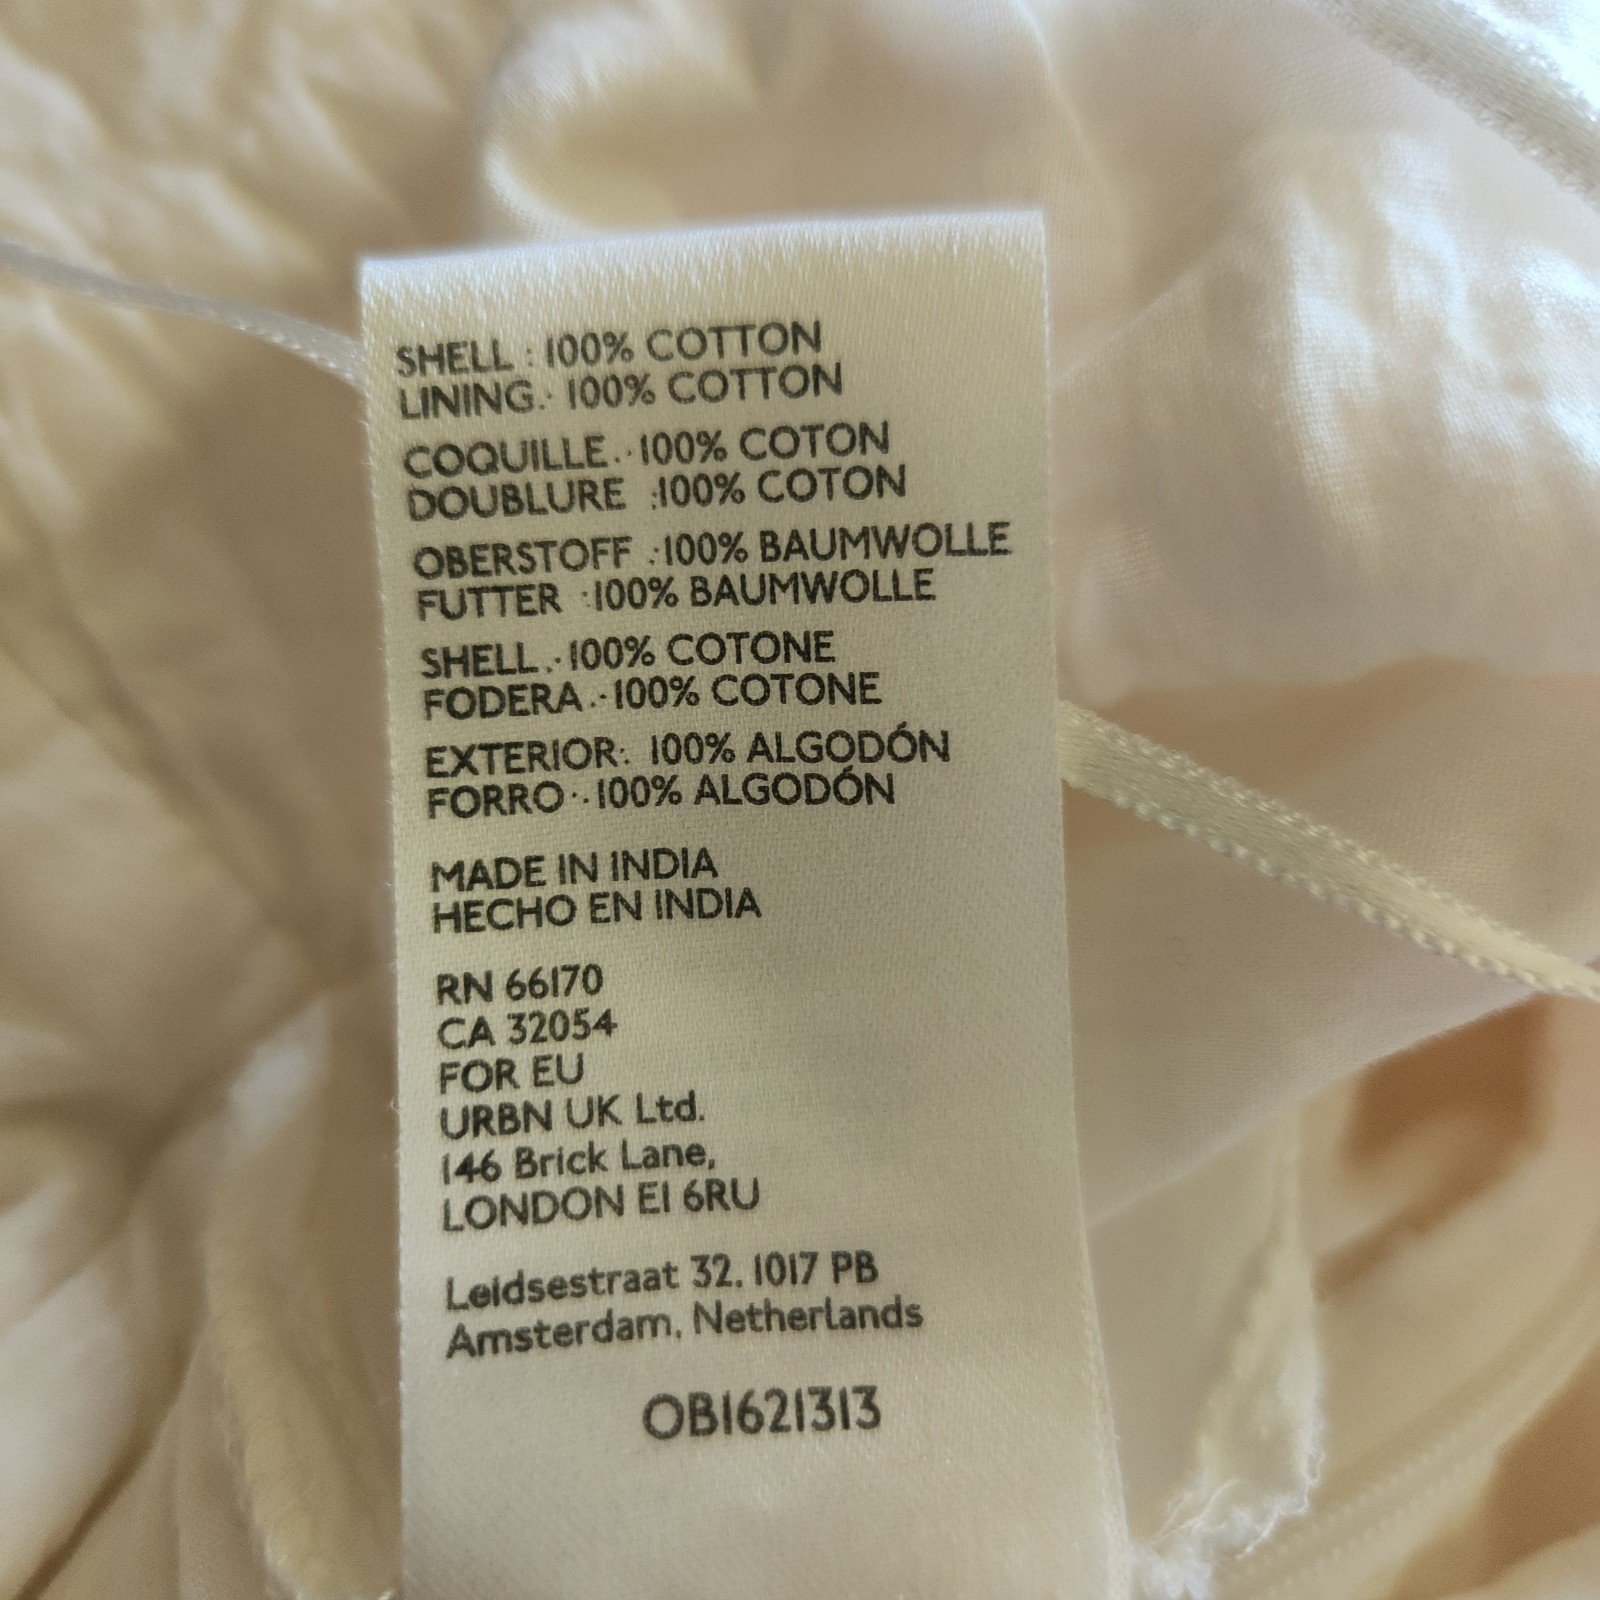 SHELL : 100% COTTON
LINING : 100% COTTON
COQUILLE : 100% COTON
DOUBLURE : 100% COTON
OBERSTOFF : 100% BAUMWOLLE
FUTTER : 100% BAUMWOLLE
SHELL : 100% COTONE
FODERA : 100% COTONE
EXTERIOR: 100% ALGODÓN
FORRO : 100% ALGODÓN
MADE IN INDIA
HECHO EN INDIA
RN 66170
CA 32054
FOR EU
URBN UK Ltd.
146 Brick Lane,
LONDON E1 6RU
Leidsestraat 32, 1017 PB
Amsterdam, Netherlands
OB1621313